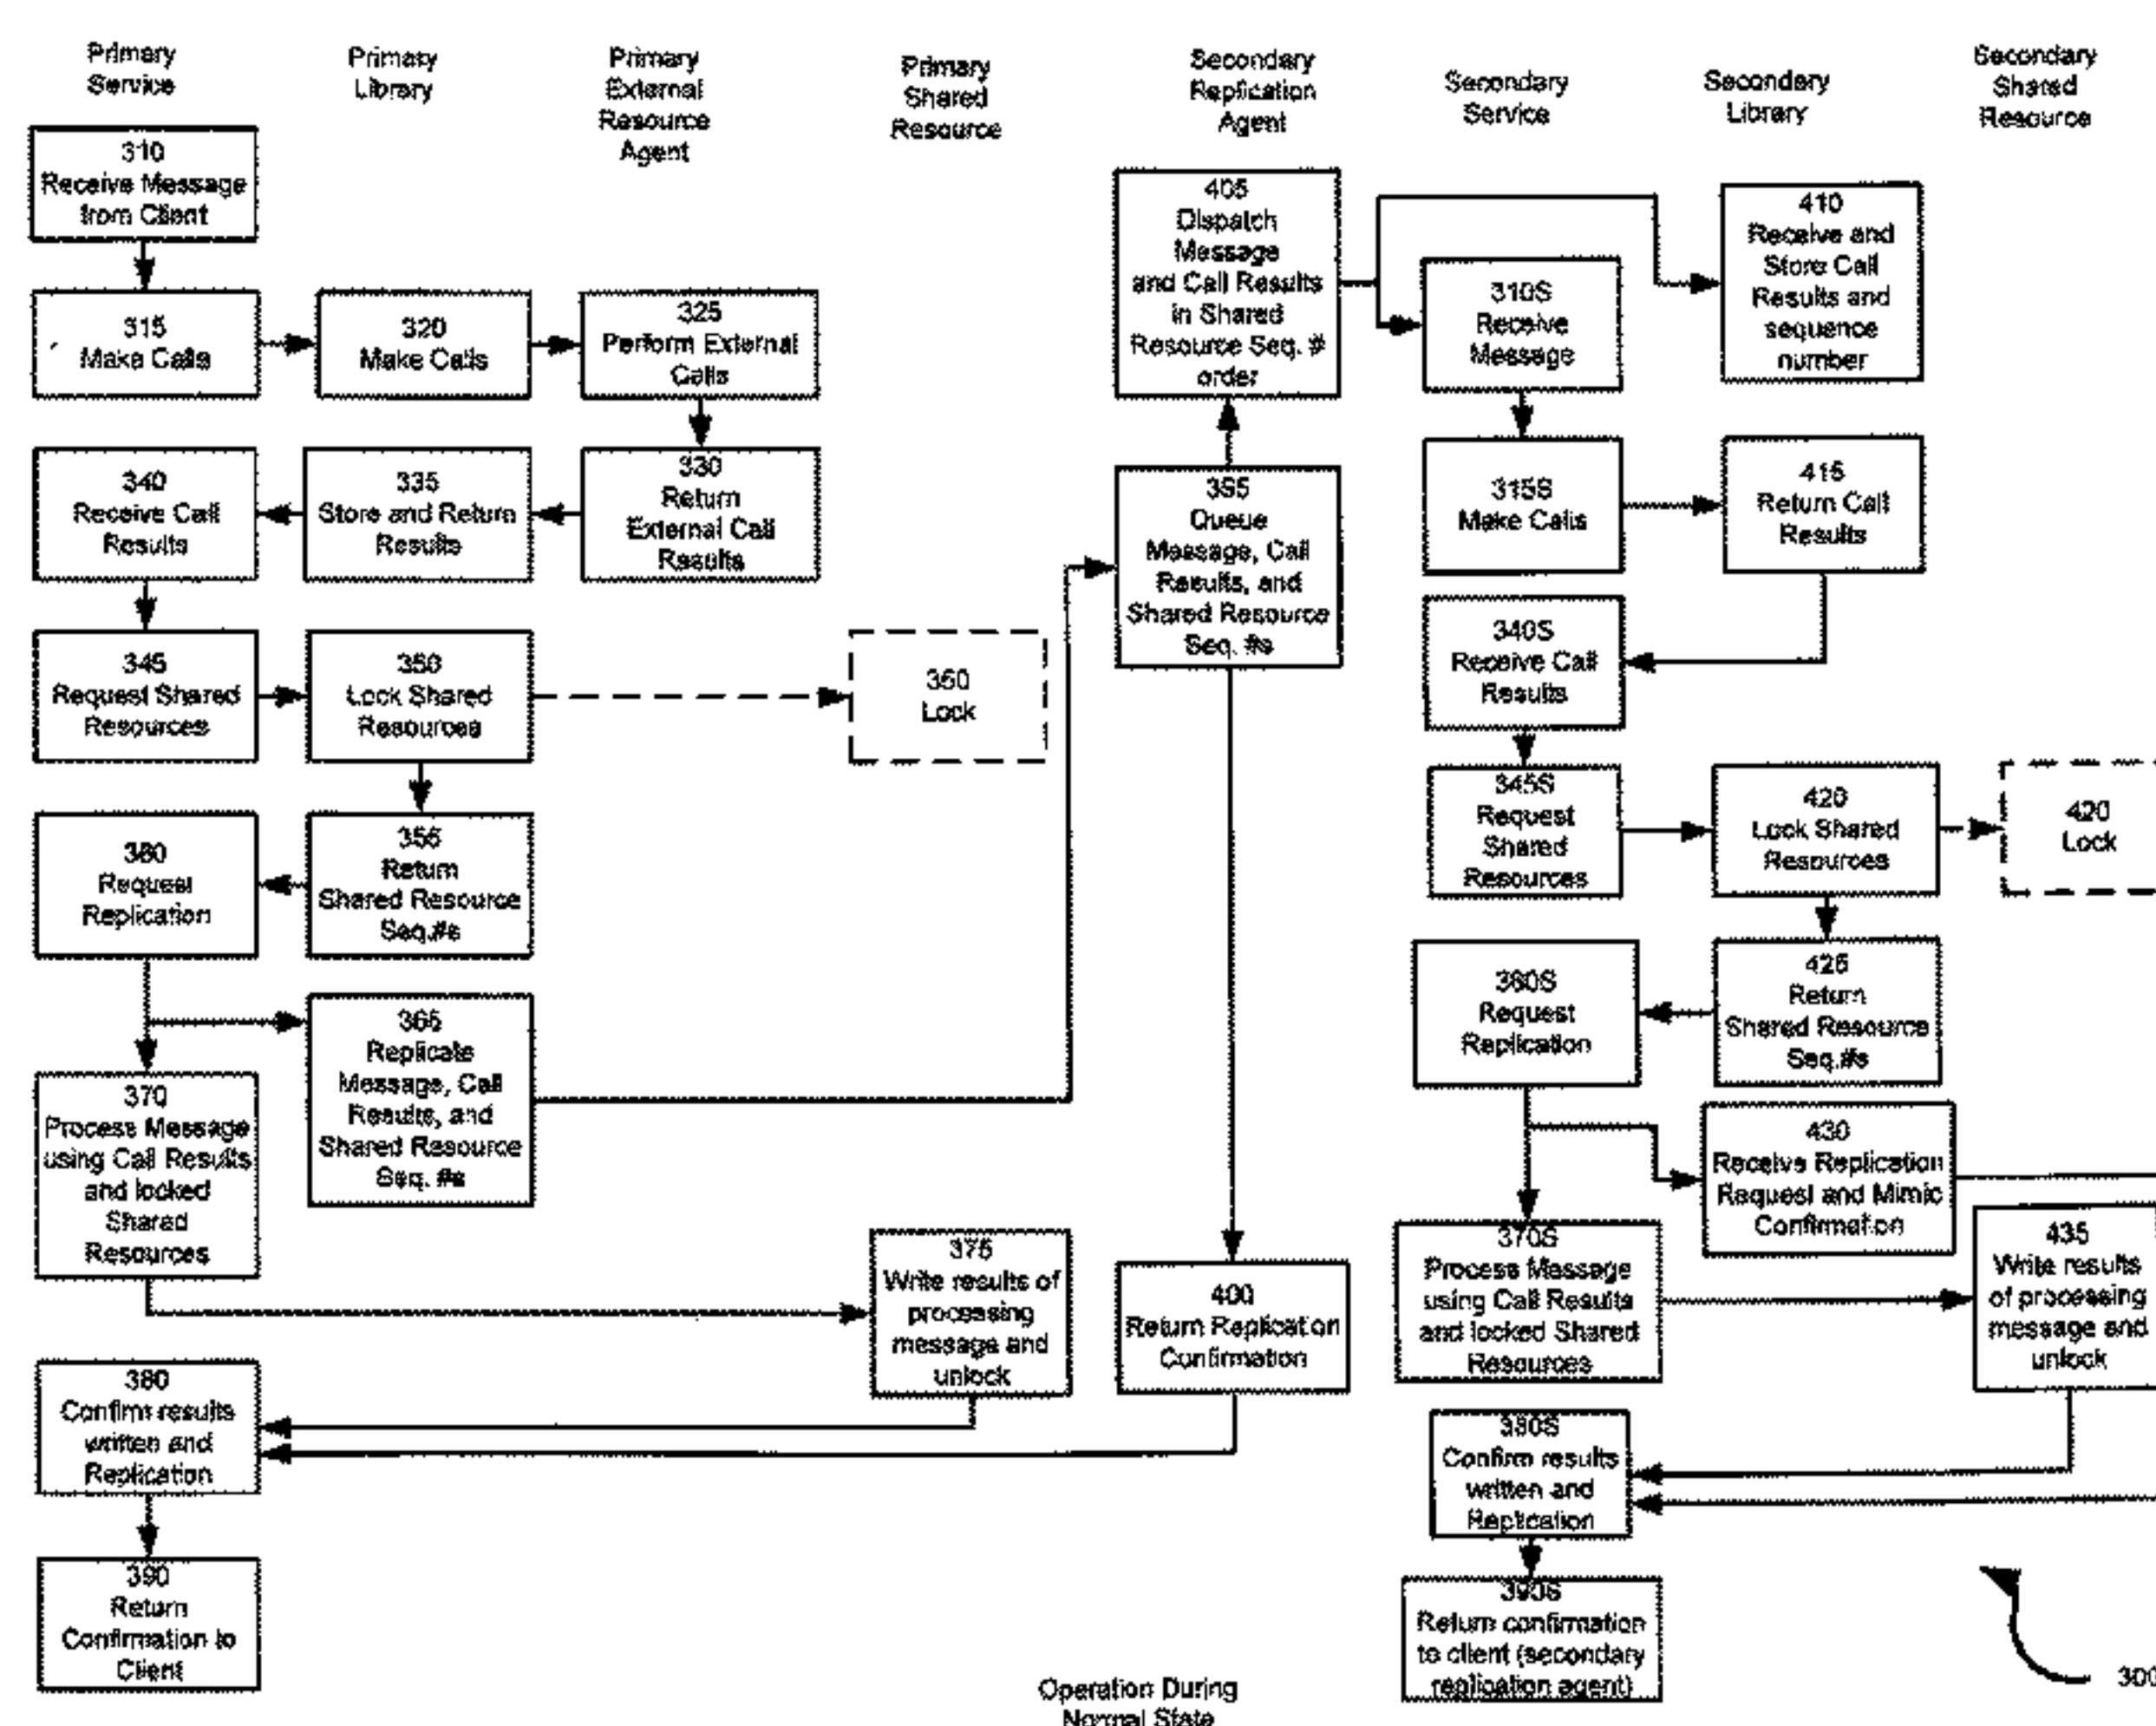 Primary
Service
Primary
Library
Primary
External
Resource
Agent
Primary
Shared
Resource
Secondary
Replication
Agent
Secondary
Service
Secondary
Library
Secondary
Shared
Resource
310
Receive Message
from Client
315
Make Calls
320
Make Calls
325
Perform External
Calls
340
Receive Call
Results
335
Store and Return
Results
330
Return
External Call
Results
345
Request Shared
Resources
350
Lock Shared
Resources
350
Lock
360
Request
Replication
355
Return
Shared Resource
Seq.#s
365
Replicate
Message, Call
Results, and
Shared Resource
Seq. #s
370
Process Message
using Call Results
and locked
Shared
Resources
375
Write results of
processing
message and
unlock
380
Confirm results
written and
Replication
390
Return
Confirmation to
Client
405
Dispatch
Message
and Call Results
in Shared
Resource Seq. #
order
395
Queue
Message, Call
Results, and
Shared Resource
Seq. #s
400
Return Replication
Confirmation
310S
Receive
Message
410
Receive and
Store Call
Results and
sequence
number
315S
Make Calls
415
Return Call
Results
340S
Receive Call
Results
345S
Request
Shared
Resources
420
Lock Shared
Resources
420
Lock
360S
Request
Replication
425
Return
Shared Resource
Seq.#s
430
Receive Replication
Request and Mimic
Confirmation
370S
Process Message
using Call Results
and locked Shared
Resources
435
Write results
of processing
message and
unlock
380S
Confirm results
written and
Replication
390S
Return confirmation
to client (secondary
replication agent)
300
Operation During
Normal State